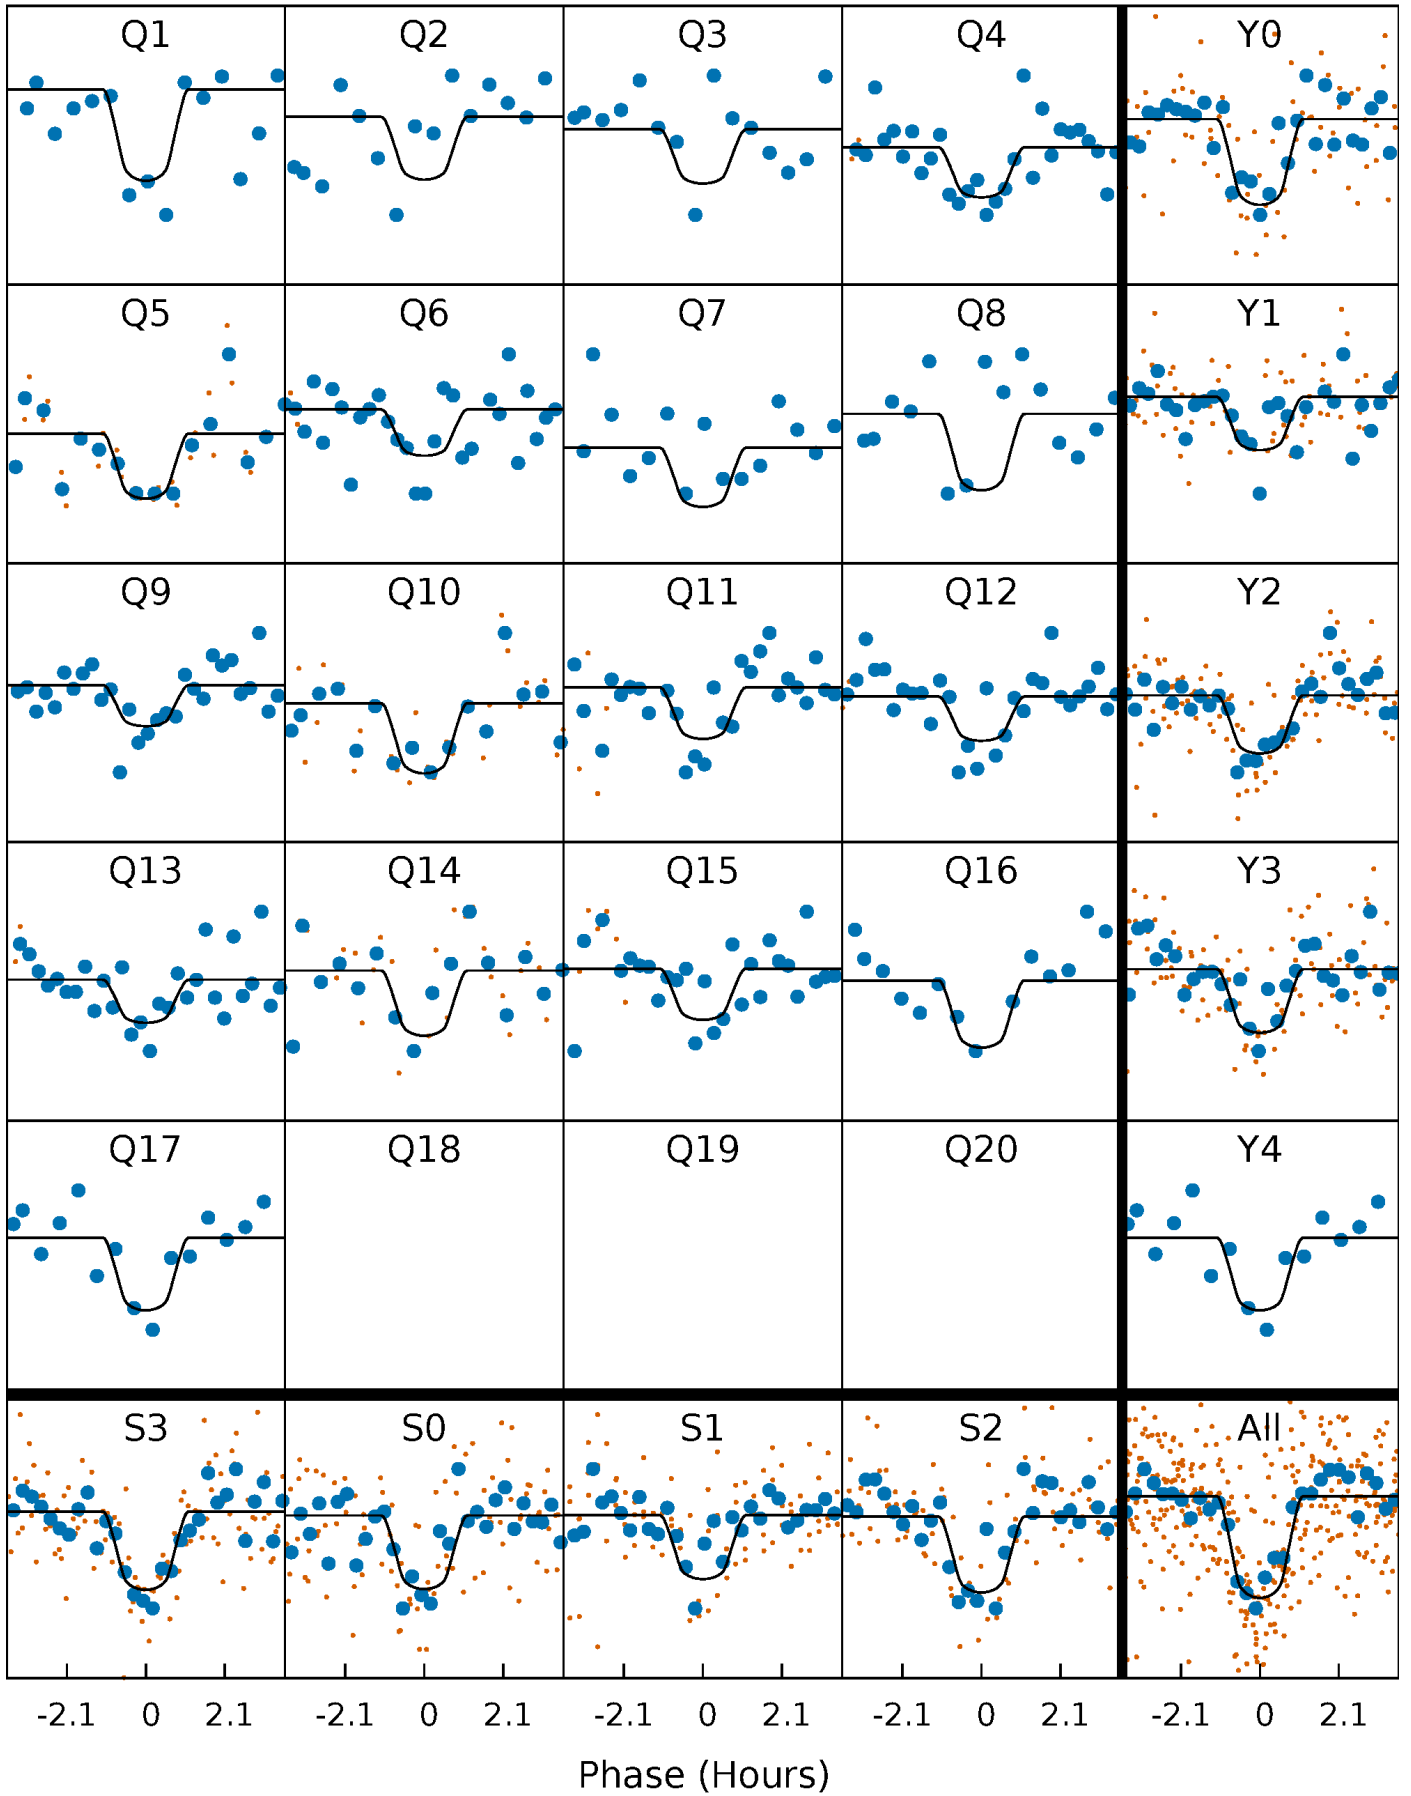 Q1 Q2 Q3 Q4 Y0
Q5 Q6 Q7 Q8 Y1
Q9 Q10 Q11 Q12 Y2
Q13 Q14 Q15 Q16 Y3
Q17 Q18 Q19 Q20 Y4
S3 S0 S1 S2 All
-2.1 0 2.1 -2.1 0 2.1 -2.1 0 2.1 -2.1 0 2.1 -2.1 0 2.1
Phase (Hours)